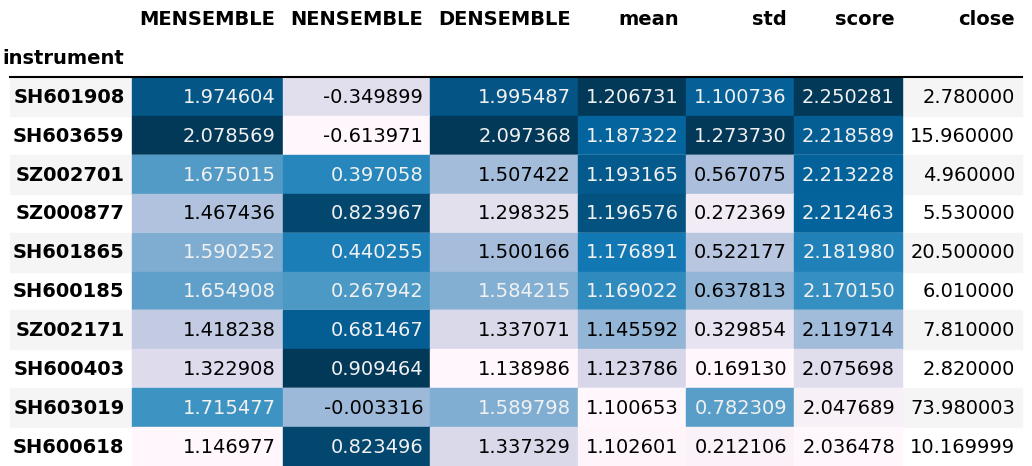 MENSEMBLE NENSEMBLE DENSEMBLE mean std score close
instrument
SH601908 1.974604 -0.349899 1.995487 1.206731 1.100736 2.250281 2.780000
SH603659 2.078569 -0.613971 2.097368 1.187322 1.273730 2.218589 15.960000
SZ002701 1.675015 0.397058 1.507422 1.193165 0.567075 2.213228 4.960000
SZ000877 1.467436 0.823967 1.298325 1.196576 0.272369 2.212463 5.530000
SH601865 1.590252 0.440255 1.500166 1.176891 0.522177 2.181980 20.500000
SH600185 1.654908 0.267942 1.584215 1.169022 0.637813 2.170150 6.010000
SZ002171 1.418238 0.681467 1.337071 1.145592 0.329854 2.119714 7.810000
SH600403 1.322908 0.909464 1.138986 1.123786 0.169130 2.075698 2.820000
SH603019 1.715477 -0.003316 1.589798 1.100653 0.782309 2.047689 73.980003
SH600618 1.146977 0.823496 1.337329 1.102601 0.212106 2.036478 10.169999